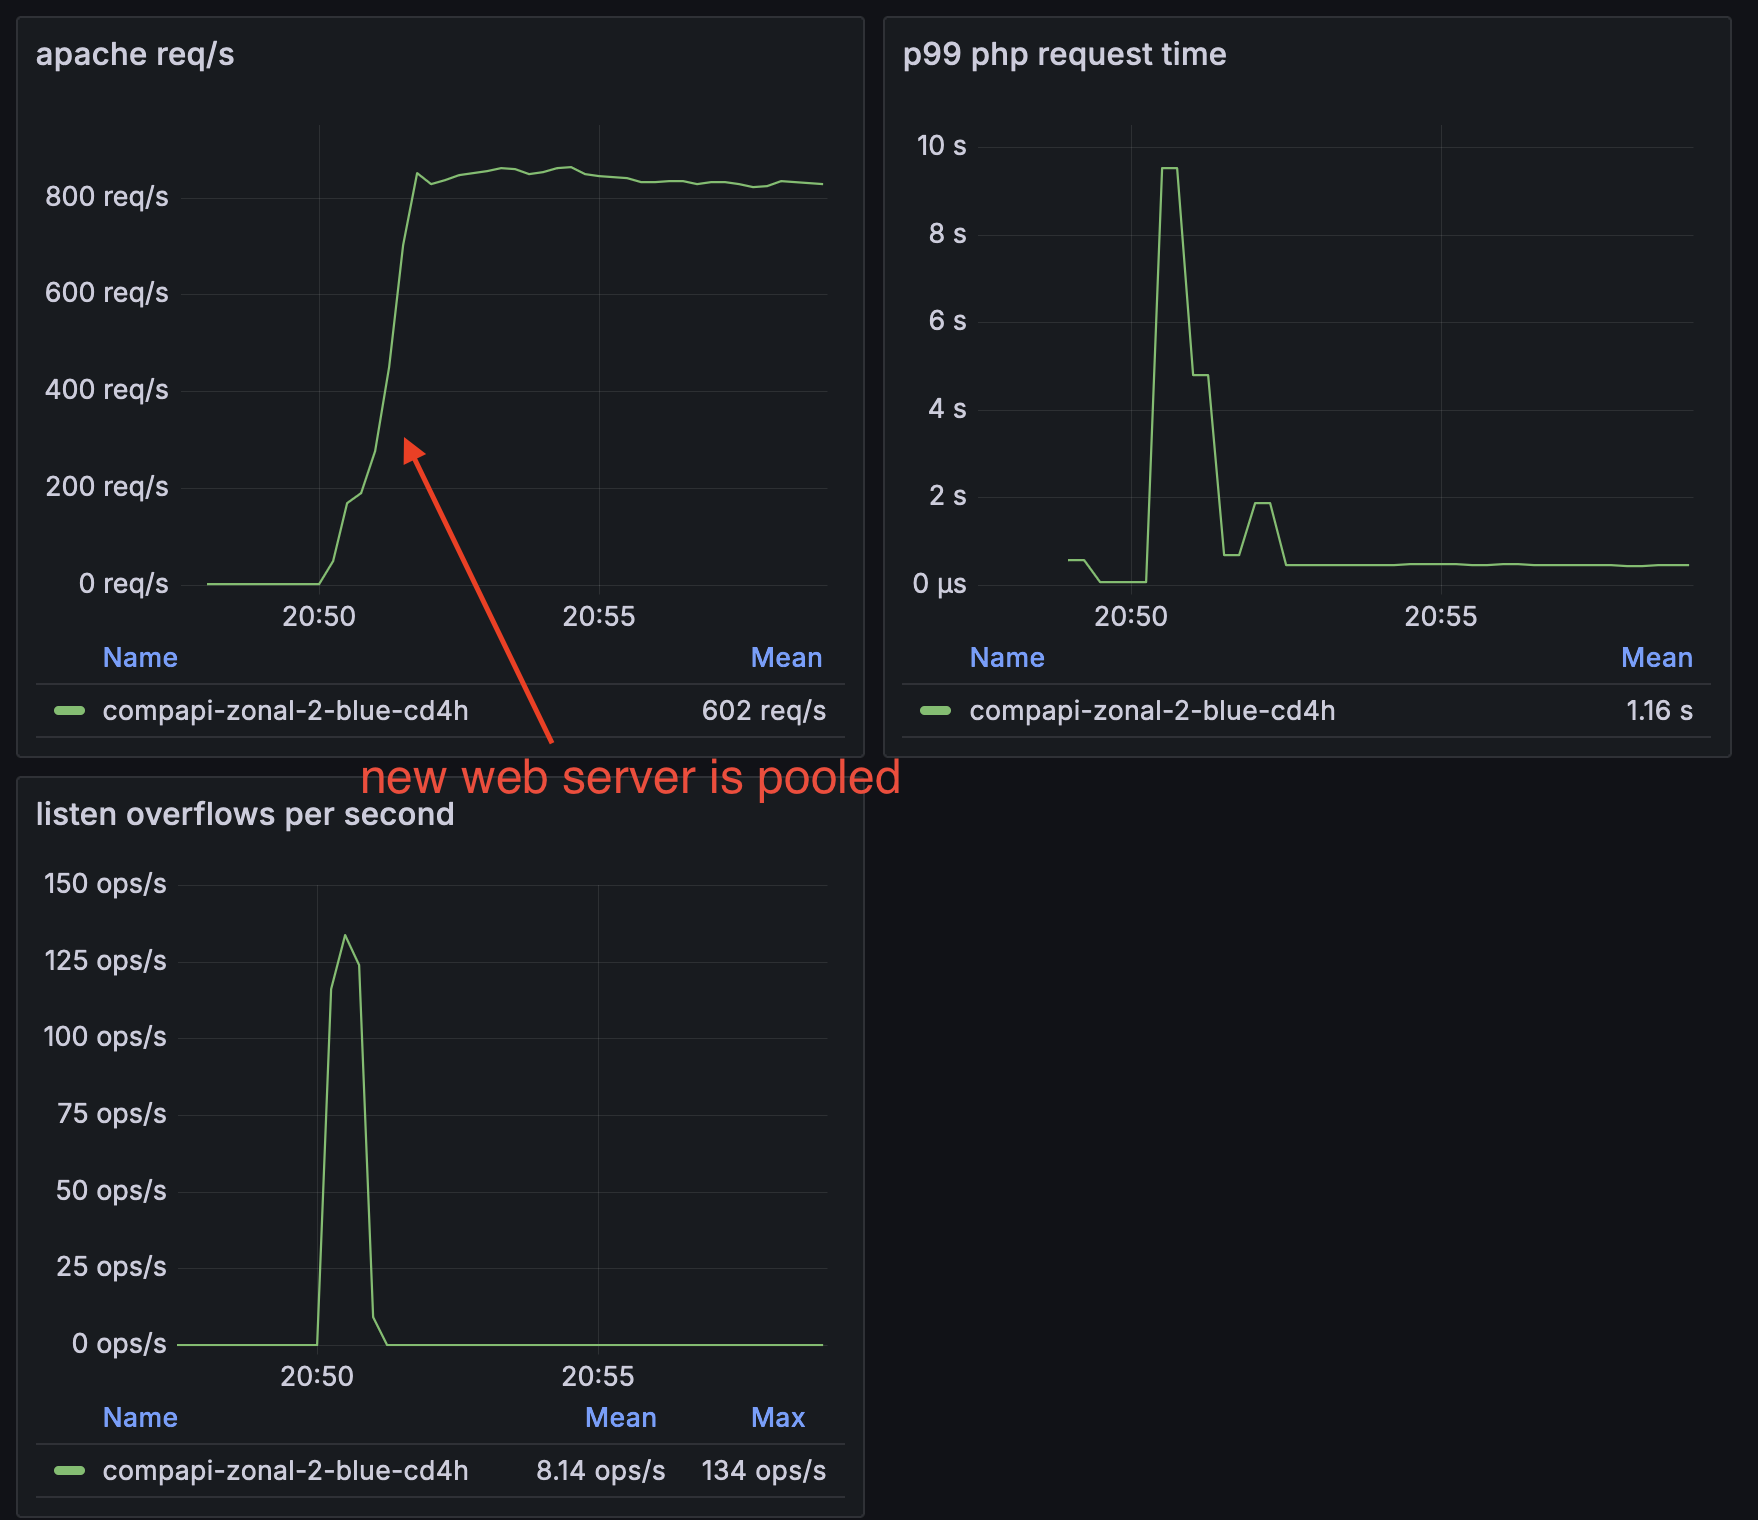 apache req/s
800 req/s
600 req/s
400 req/s
200 req/s
0 req/s
20:50 20:55
Name Mean
compapi-zonal-2-blue-cd4h 602 req/s
p99 php request time
10 s
8 s
6 s
4 s
2 s
0 µs
20:50 20:55
Name Mean
compapi-zonal-2-blue-cd4h 1.16 s
new web server is pooled
listen overflows per second
150 ops/s
125 ops/s
100 ops/s
75 ops/s
50 ops/s
25 ops/s
0 ops/s
20:50 20:55
Name Mean Max
compapi-zonal-2-blue-cd4h 8.14 ops/s 134 ops/s